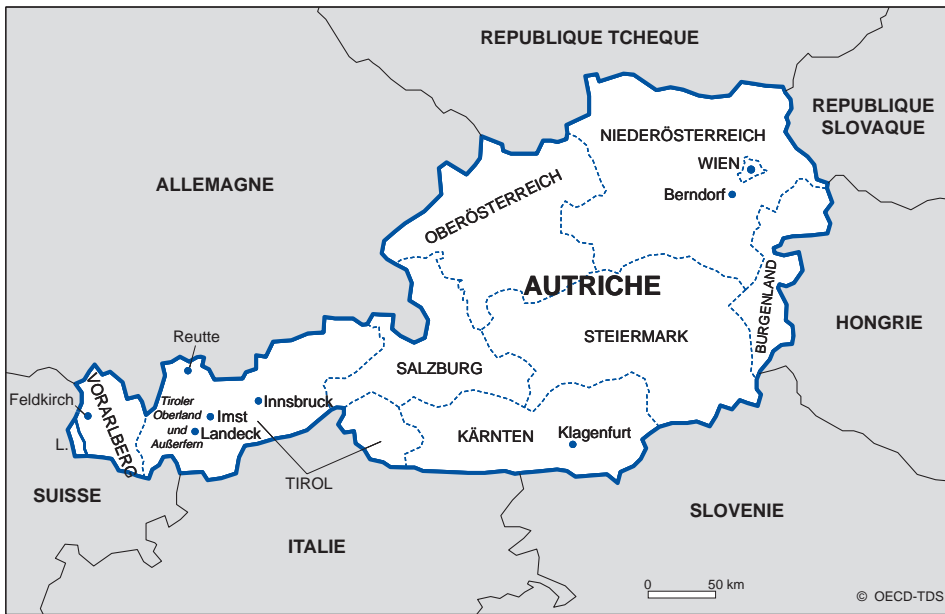 REPUBLIQUE TCHEQUE
REPUBLIQUE
SLOVAQUE
NIEDERÖSTERREICH
WIEN
ALLEMAGNE
Berndorf
OBERÖSTERREICH
AUTRICHE
BURGENLAND
HONGRIE
STEIERMARK
Reutte
SALZBURG
VORARLBERG
Feldkirch
Tiroler
Oberland
und
Außerfern
Imst
Landeck
Innsbruck
KÄRNTEN
Klagenfurt
L.
TIROL
SUISSE
SLOVENIE
ITALIE
0 50 km
© OECD-TDS